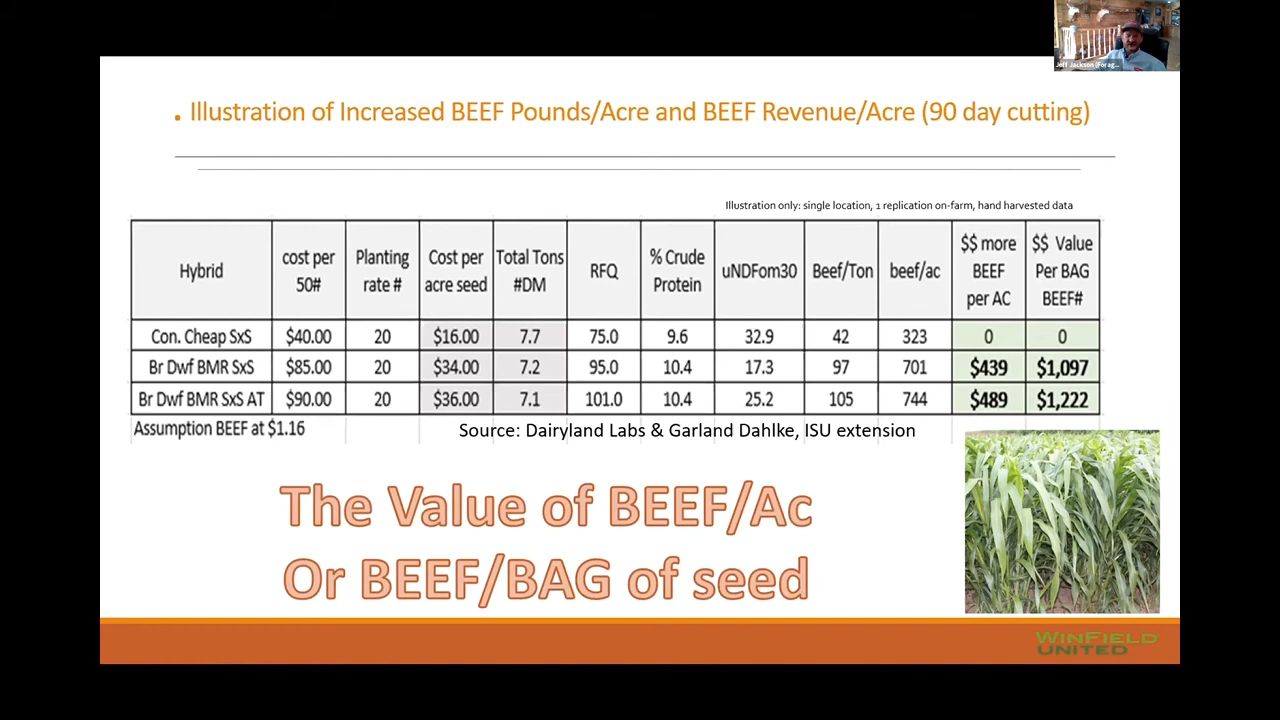 Jeff Jackson (Forag...
. Illustration of Increased BEEF Pounds/Acre and BEEF Revenue/Acre (90 day cutting)
Illustration only: single location, 1 replication on-farm, hand harvested data
Hybrid | cost per 50# | Planting rate # | Cost per acre seed | Total Tons #DM | RFQ | % Crude Protein | uNDFom30 | Beef/Ton | beef/ac | $$ more BEEF per AC | $$ Value Per BAG BEEF#
Con. Cheap SxS | $40.00 | 20 | $16.00 | 7.7 | 75.0 | 9.6 | 32.9 | 42 | 323 | 0 | 0
Br Dwf BMR SxS | $85.00 | 20 | $34.00 | 7.2 | 95.0 | 10.4 | 17.3 | 97 | 701 | $439 | $1,097
Br Dwf BMR SxS AT | $90.00 | 20 | $36.00 | 7.1 | 101.0 | 10.4 | 25.2 | 105 | 744 | $489 | $1,222
Assumption BEEF at $1.16
Source: Dairyland Labs & Garland Dahlke, ISU extension
The Value of BEEF/Ac
Or BEEF/BAG of seed
WINFIELD
UNITED